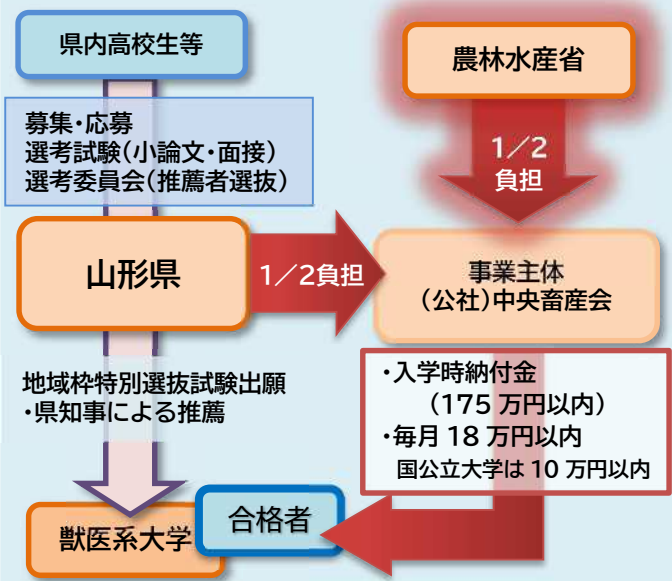 県内高校生等
農林水産省
募集・応募
選考試験(小論文・面接)
選考委員会(推薦者選抜)
1/2
負担
山形県
1/2負担
事業主体
(公社)中央畜産会
地域枠特別選抜試験出願
・県知事による推薦
・入学時納付金
(175 万円以内)
・毎月 18 万円以内
国公立大学は 10 万円以内
獣医系大学
合格者